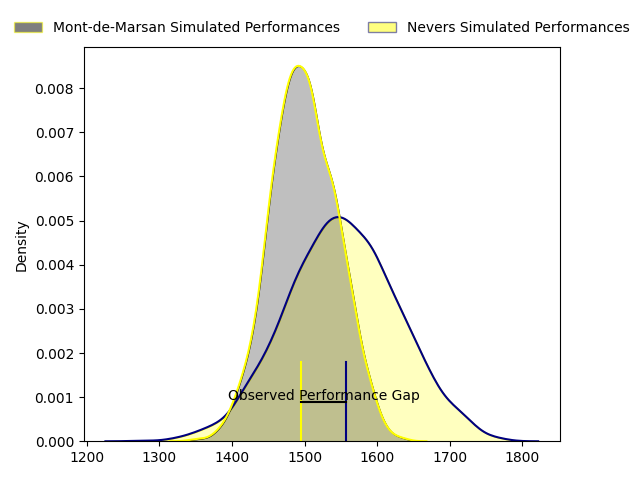 Mont-de-Marsan Simulated Performances
Nevers Simulated Performances
Density
0.008
0.007
0.006
0.005
0.004
0.003
0.002
0.001
0.000
Observed Performance Gap
1200 1300 1400 1500 1600 1700 1800